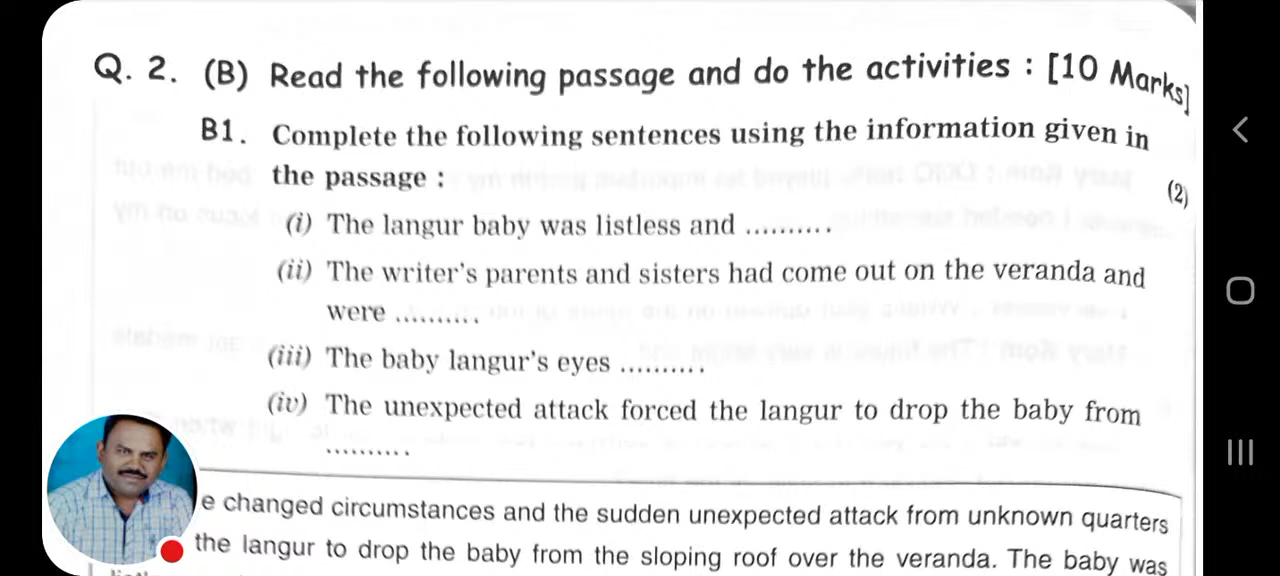 Q. 2. (B) Read the following passage and do the activities : [10 Marks]
B1. Complete the following sentences using the information given in
the passage : (2)
(i) The langur baby was listless and ..........
(ii) The writer's parents and sisters had come out on the veranda and
were ..........
(iii) The baby langur's eyes ..........
(iv) The unexpected attack forced the langur to drop the baby from
..........
e changed circumstances and the sudden unexpected attack from unknown quarters
the langur to drop the baby from the sloping roof over the veranda. The baby was